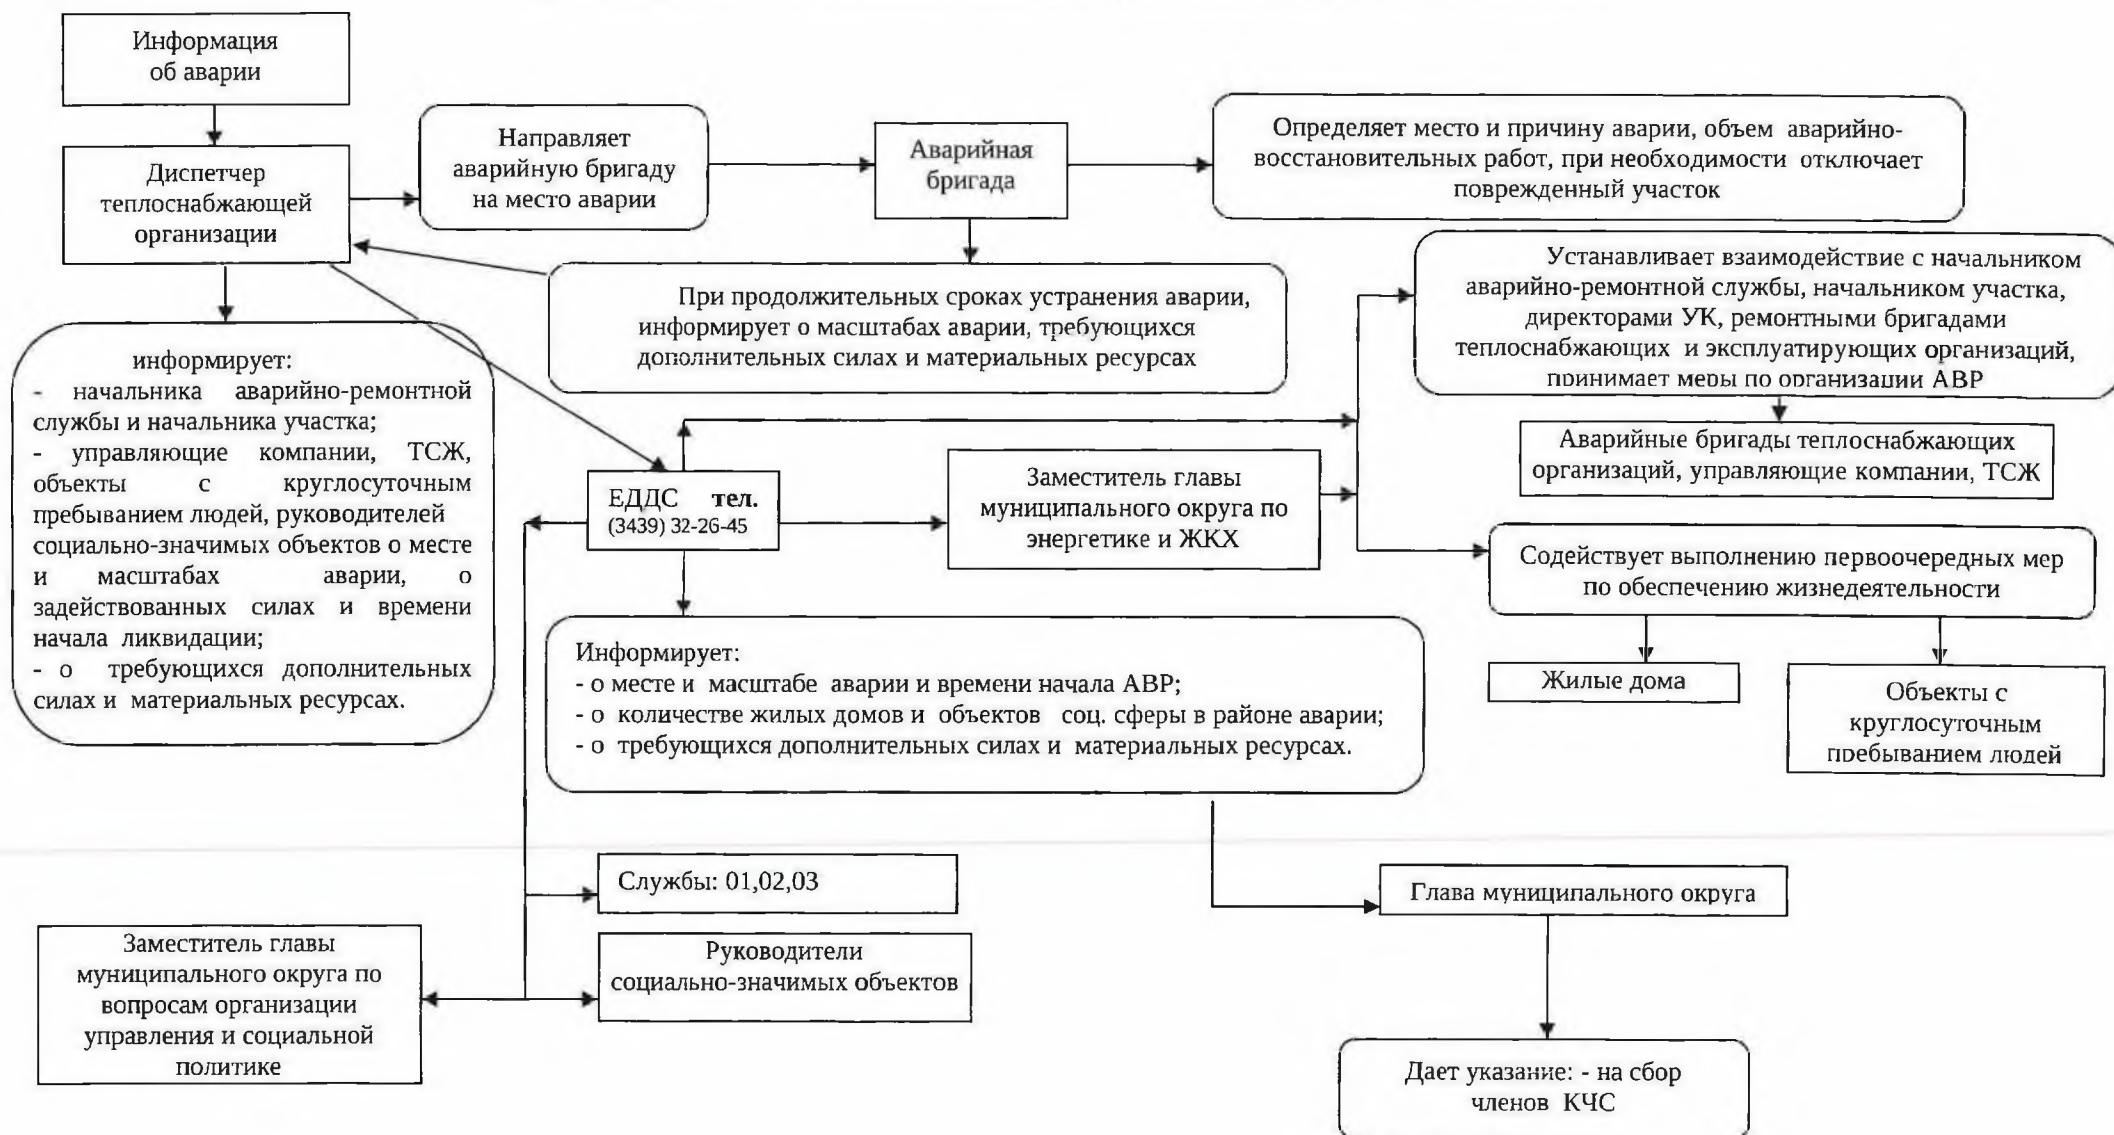 Информация
об аварии
Диспетчер
теплоснабжающей
организации
Направляет
аварийную бригаду
на место аварии
Аварийная
бригада
Определяет место и причину аварии, объем аварийно-
восстановительных работ, при необходимости отключает
поврежденный участок
При продолжительных сроках устранения аварии,
информирует о масштабах аварии, требующихся
дополнительных силах и материальных ресурсах
Устанавливает взаимодействие с начальником
аварийно-ремонтной службы, начальником участка,
директорами УК, ремонтными бригадами
теплоснабжающих и эксплуатирующих организаций,
принимает меры по организации АВР
информирует:
- начальника аварийно-ремонтной
службы и начальника участка;
- управляющие компании, ТСЖ,
объекты с круглосуточным
пребыванием людей, руководителей
социально-значимых объектов о месте
и масштабах аварии, о
задействованных силах и времени
начала ликвидации;
- о требующихся дополнительных
силах и материальных ресурсах.
Аварийные бригады теплоснабжающих
организаций, управляющие компании, ТСЖ
ЕДДС тел.
(3439) 32-26-45
Заместитель главы
муниципального округа по
энергетике и ЖКХ
Содействует выполнению первоочередных мер
по обеспечению жизнедеятельности
Информирует:
- о месте и масштабе аварии и времени начала АВР;
- о количестве жилых домов и объектов соц. сферы в районе аварии;
- о требующихся дополнительных силах и материальных ресурсах.
Жилые дома
Объекты с
круглосуточным
пребыванием людей
Службы: 01,02,03
Глава муниципального округа
Заместитель главы
муниципального округа по
вопросам организации
управления и социальной
политике
Руководители
социально-значимых объектов
Дает указание: - на сбор
членов КЧС